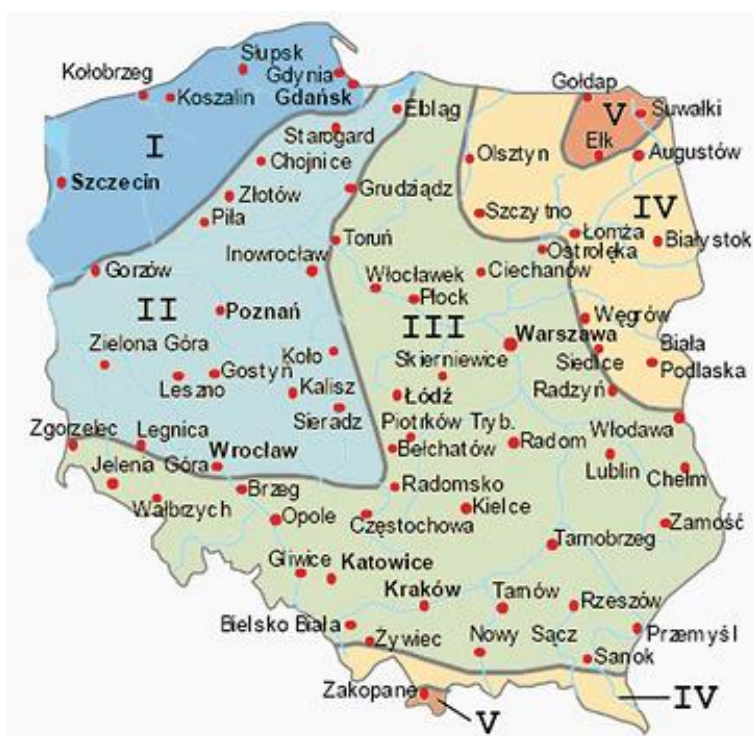 Słupsk
Kołobrzeg
Gdynia
Koszalin
Gdańsk
Elbląg
Gołdap
V
Suwałki
Starogard
I
Chojnice
Olsztyn
Ełk
Augustów
Szczecin
Grudziądz
Złotów
Szczytno
IV
Piła
Toruń
Łomża
Białystok
Inowrocław
Ostrołęka
Gorzów
Włocławek
Ciechanów
II
Płock
Poznań
III
Węgrów
Zielona Góra
Koło
Warszawa
Biała
Podlaska
Skierniewice
Siedlce
Gostyń
Leszno
Kalisz
Łódź
Radzyń
Sieradz
Zgorzelec
Legnica
Piotrków Tryb.
Włodawa
Wrocław
Bełchatów
Radom
Jelenia Góra
Lublin
Chełm
Brzeg
Radomsko
Wałbrzych
Kielce
Opole
Częstochowa
Zamość
Tarnobrzeg
Gliwice
Katowice
Kraków
Tarnów
Rzeszów
Bielsko Biała
Przemyśl
Żywiec
Nowy Sącz
Sanok
Zakopane
IV
V